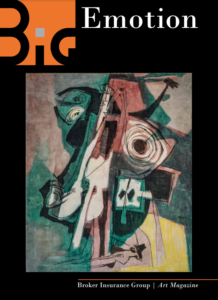 BiG
Emotion
Broker Insurance Group | Art Magazine